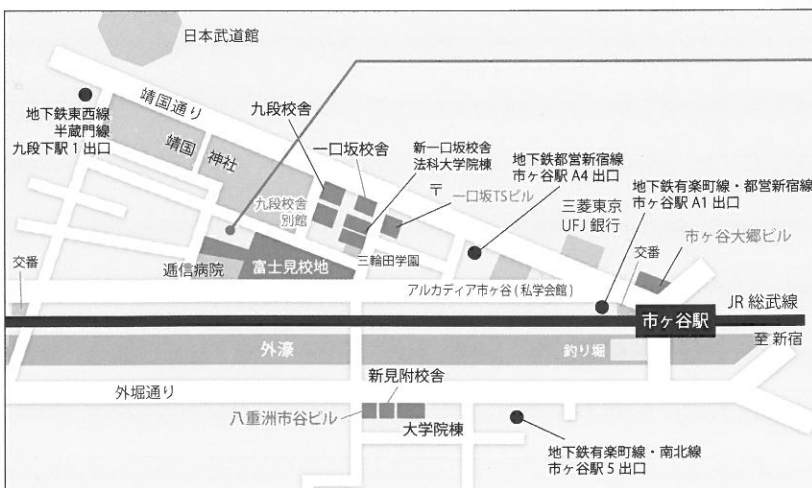 日本武道館
靖国通り
地下鉄東西線
半蔵門線
九段下駅1出口
靖国 神社
九段校舎
一口坂校舎
新一口坂校舎
法科大学院棟
地下鉄都営新宿線
市ヶ谷駅A4出口
地下鉄有楽町線・都営新宿線
市ヶ谷駅A1出口
九段校舎
別館
〒
一口坂TSビル
三菱東京
UFJ銀行
市ヶ谷大郷ビル
逓信病院
富士見校地
三輪田学園
交番
交番
アルカディア市ヶ谷(私学会館)
JR総武線
市ヶ谷駅
至新宿
外濠
釣り堀
外堀通り
新見附校舎
八重洲市谷ビル
大学院棟
地下鉄有楽町線・南北線
市ヶ谷駅5出口